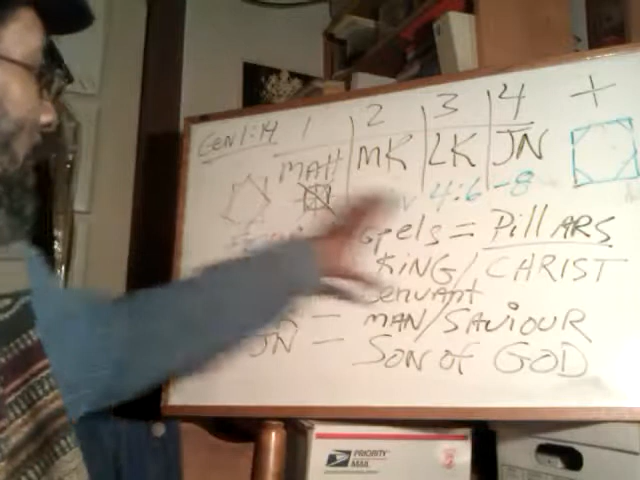 Gen 1:14 1 2 3 4 +
MATT MK LK JN
4:6-8
spels = PillARS
KiNG/CHRIST
Servant
= MAN/SAViOUR
JN = SON of GOD
PRIORITY
MAIL